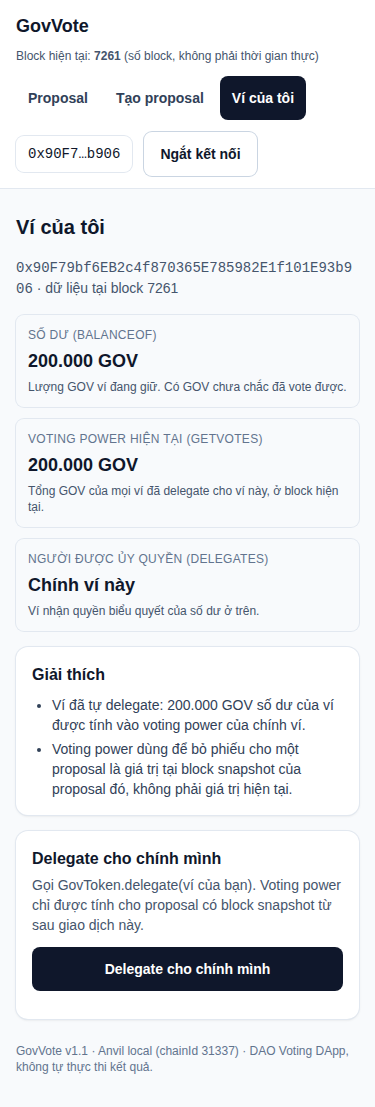 GovVote
Block hiện tại: 7261 (số block, không phải thời gian thực)
Proposal
Tạo proposal
Ví của tôi
0x90F7…b906
Ngắt kết nối
Ví của tôi
0x90F79bf6EB2c4f870365E785982E1f101E93b9
06 · dữ liệu tại block 7261
SỐ DƯ (BALANCEOF)
200.000 GOV
Lượng GOV ví đang giữ. Có GOV chưa chắc đã vote được.
VOTING POWER HIỆN TẠI (GETVOTES)
200.000 GOV
Tổng GOV của mọi ví đã delegate cho ví này, ở block hiện
tại.
NGƯỜI ĐƯỢC ỦY QUYỀN (DELEGATES)
Chính ví này
Ví nhận quyền biểu quyết của số dư ở trên.
Giải thích
• Ví đã tự delegate: 200.000 GOV số dư của ví
được tính vào voting power của chính ví.
• Voting power dùng để bỏ phiếu cho một
proposal là giá trị tại block snapshot của
proposal đó, không phải giá trị hiện tại.
Delegate cho chính mình
Gọi GovToken.delegate(ví của bạn). Voting power
chỉ được tính cho proposal có block snapshot từ
sau giao dịch này.
Delegate cho chính mình
GovVote v1.1 · Anvil local (chainId 31337) · DAO Voting DApp,
không tự thực thi kết quả.